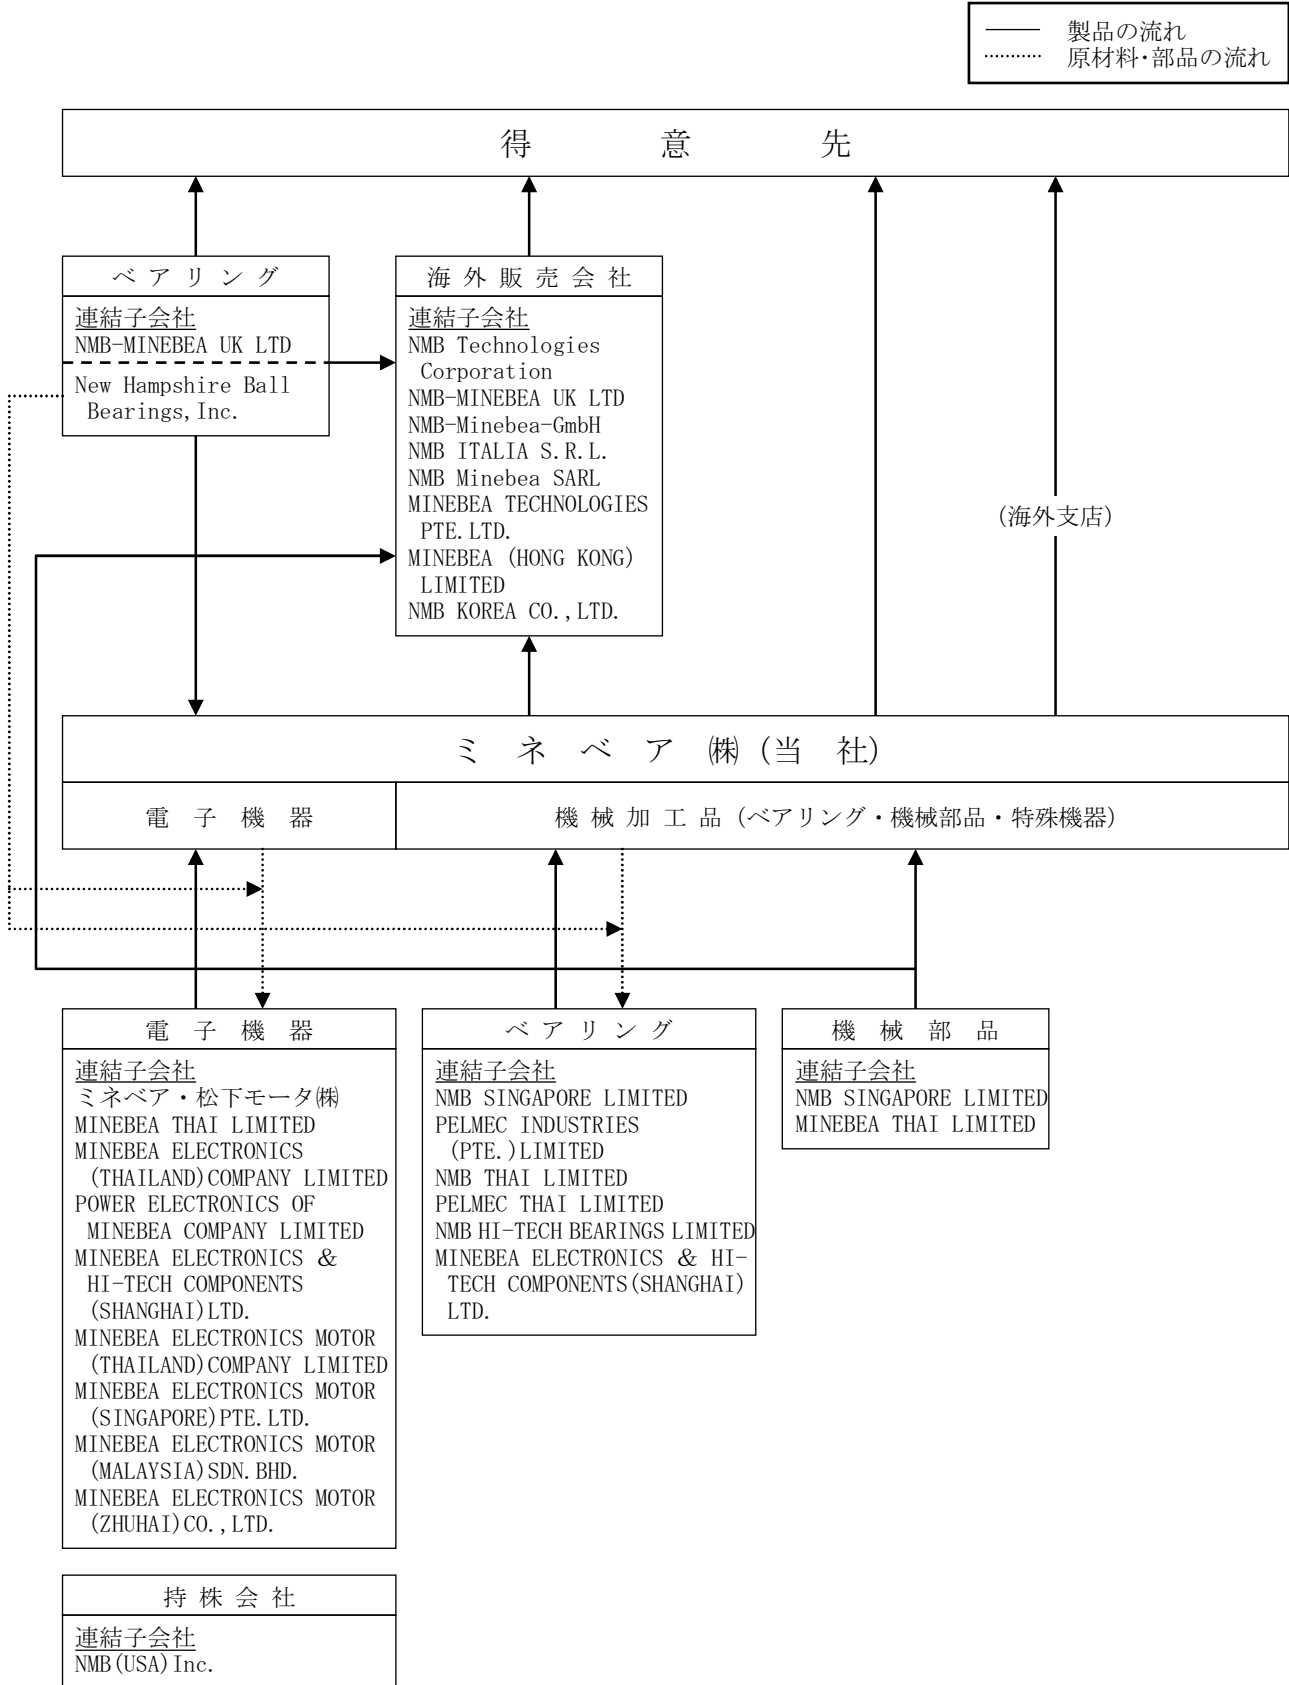 製品の流れ
原材料・部品の流れ
得意先
ベアリング
連結子会社
NMB-MINEBEA UK LTD
New Hampshire Ball
Bearings,Inc.
海外販売会社
連結子会社
NMB Technologies
Corporation
NMB-MINEBEA UK LTD
NMB-Minebea-GmbH
NMB ITALIA S.R.L.
NMB Minebea SARL
MINEBEA TECHNOLOGIES
PTE.LTD.
MINEBEA (HONG KONG)
LIMITED
NMB KOREA CO.,LTD.
(海外支店)
ミネベア㈱(当社)
電子機器
機械加工品(ベアリング・機械部品・特殊機器)
電子機器
連結子会社
ミネベア・松下モータ㈱
MINEBEA THAI LIMITED
MINEBEA ELECTRONICS
(THAILAND)COMPANY LIMITED
POWER ELECTRONICS OF
MINEBEA COMPANY LIMITED
MINEBEA ELECTRONICS ＆
HI-TECH COMPONENTS
(SHANGHAI)LTD.
MINEBEA ELECTRONICS MOTOR
(THAILAND)COMPANY LIMITED
MINEBEA ELECTRONICS MOTOR
(SINGAPORE)PTE.LTD.
MINEBEA ELECTRONICS MOTOR
(MALAYSIA)SDN.BHD.
MINEBEA ELECTRONICS MOTOR
(ZHUHAI)CO.,LTD.
ベアリング
連結子会社
NMB SINGAPORE LIMITED
PELMEC INDUSTRIES
(PTE.)LIMITED
NMB THAI LIMITED
PELMEC THAI LIMITED
NMB HI-TECH BEARINGS LIMITED
MINEBEA ELECTRONICS ＆ HI-
TECH COMPONENTS(SHANGHAI)
LTD.
機械部品
連結子会社
NMB SINGAPORE LIMITED
MINEBEA THAI LIMITED
持株会社
連結子会社
NMB(USA)Inc.